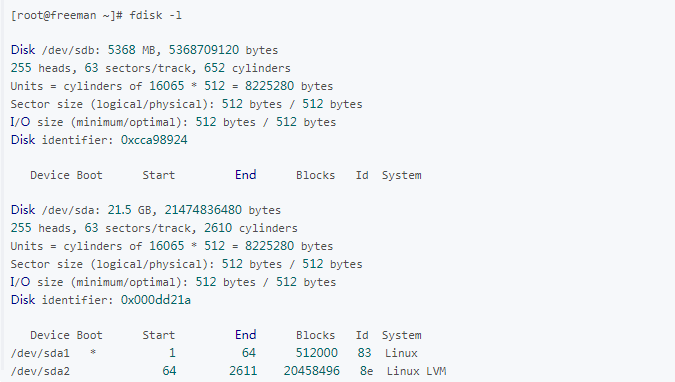 [root@freeman ~]# fdisk -l
Disk /dev/sdb: 5368 MB, 5368709120 bytes
255 heads, 63 sectors/track, 652 cylinders
Units = cylinders of 16065 * 512 = 8225280 bytes
Sector size (logical/physical): 512 bytes / 512 bytes
I/O size (minimum/optimal): 512 bytes / 512 bytes
Disk identifier: 0xcca98924
Device Boot Start End Blocks Id System
Disk /dev/sda: 21.5 GB, 21474836480 bytes
255 heads, 63 sectors/track, 2610 cylinders
Units = cylinders of 16065 * 512 = 8225280 bytes
Sector size (logical/physical): 512 bytes / 512 bytes
I/O size (minimum/optimal): 512 bytes / 512 bytes
Disk identifier: 0x000dd21a
Device Boot Start End Blocks Id System
/dev/sda1 * 1 64 512000 83 Linux
/dev/sda2 64 2611 20458496 8e Linux LVM